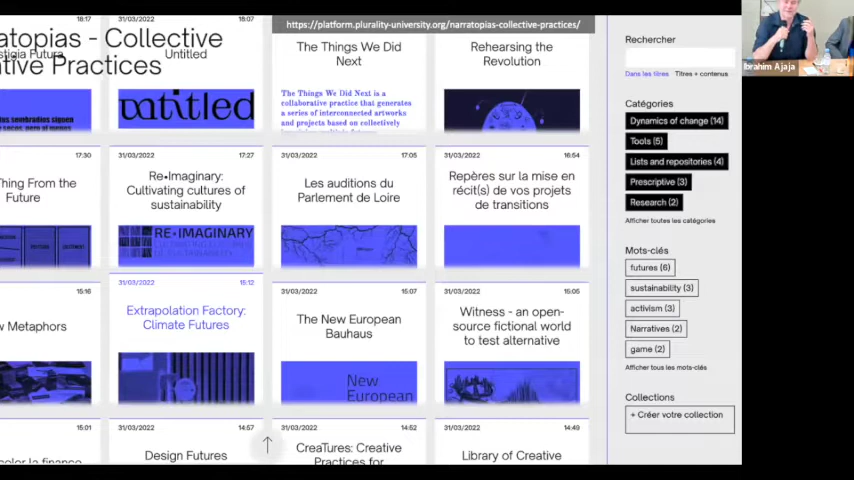 https://platform.plurality-university.org/narratopias-collective-practices/
atopias - Collective
tive Practices
18:07
Untitled
untitled
The Things We Did
Next
The Things We Did Next is a
collaborative practice that generates
a series of interconnected artworks
and projects based on collectively
Rehearsing the
Revolution
17:30
hing From the
Future
31/03/2022
17:27
Re•Imaginary:
Cultivating cultures of
sustainability
RE•IMAGINARY
31/03/2022
17:05
Les auditions du
Parlement de Loire
31/03/2022
16:54
Repères sur la mise en
récit(s) de vos projets
de transitions
15:16
w Metaphors
31/03/2022
15:12
Extrapolation Factory:
Climate Futures
31/03/2022
15:07
The New European
Bauhaus
New
European
31/03/2022
15:05
Witness - an open-
source fictional world
to test alternative
15:01
31/03/2022
14:57
Design Futures
31/03/2022
14:52
CreaTures: Creative
Practices for
31/03/2022
14:49
Library of Creative
Rechercher
Dans les titres
Titres + contenus
Catégories
Dynamics of change (14)
Tools (5)
Lists and repositories (4)
Prescriptive (3)
Research (2)
Afficher toutes les catégories
Mots-clés
futures (6)
sustainability (3)
activism (3)
Narratives (2)
game (2)
Afficher tous les mots-clés
Collections
+ Créer votre collection
Ibrahim Ajaja